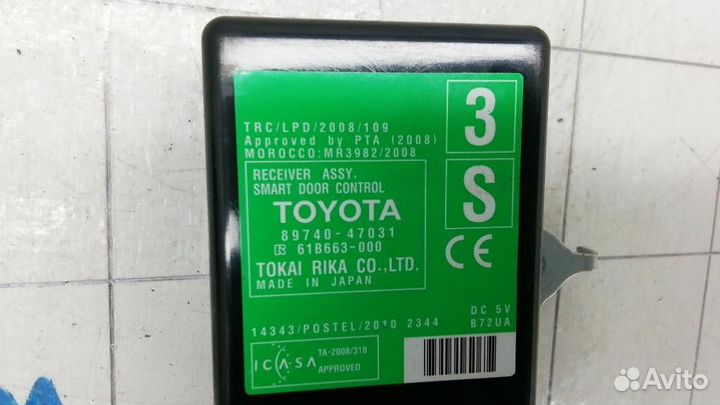 TRC/LPD/2008/109
Approved by PTA (2008)
MOROCCO:MR3982/2008
3
S
RECEIVER ASSY,
SMART DOOR CONTROL
TOYOTA
89740-47031
61B663-000
TOKAI RIKA CO.,LTD.
MADE IN JAPAN
CE
14343/POSTEL/2010 2344
DC 5V
B72UA
ICASA
TA-2008/310
APPROVED
Avito